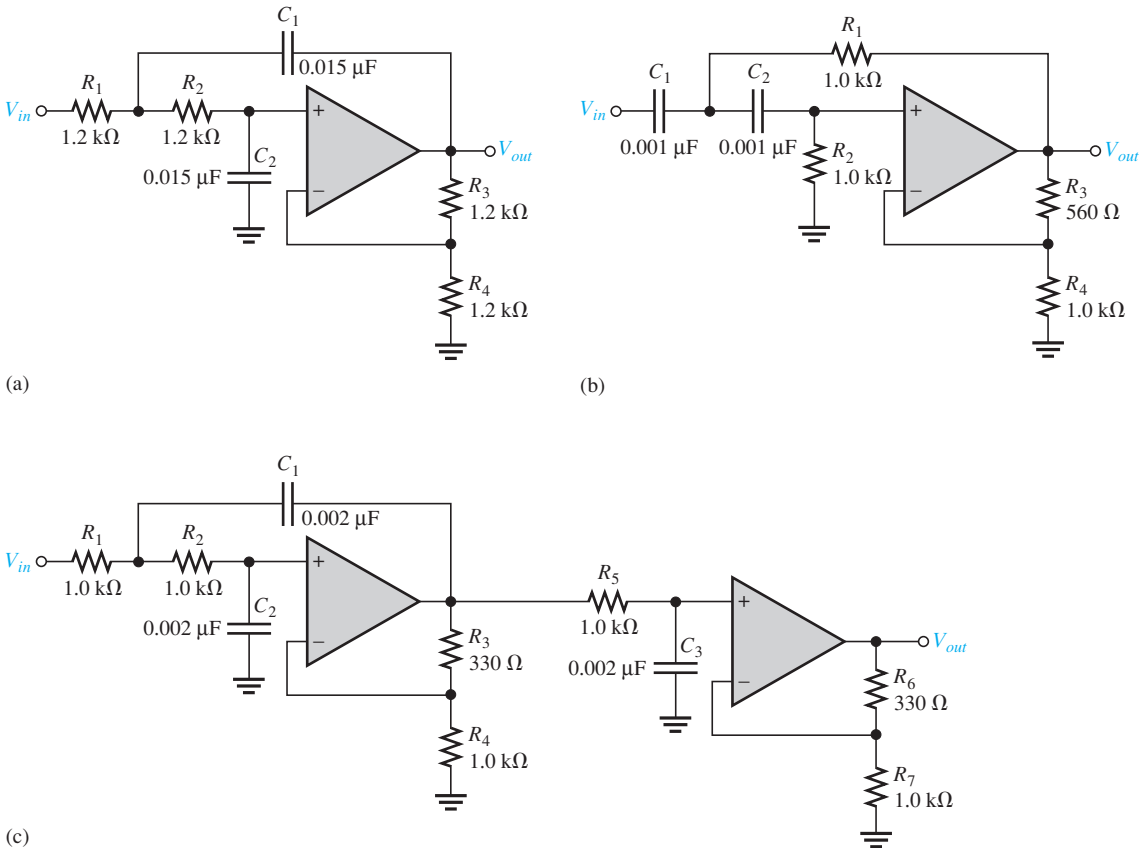 C1
0.015 µF
R1
R2
Vin
1.2 kΩ
1.2 kΩ
+
C2
0.015 µF
−
Vout
R3
1.2 kΩ
R4
1.2 kΩ
(a)
R1
1.0 kΩ
C1
C2
Vin
0.001 µF
0.001 µF
+
R2
1.0 kΩ
−
Vout
R3
560 Ω
R4
1.0 kΩ
(b)
C1
0.002 µF
R1
R2
Vin
1.0 kΩ
1.0 kΩ
+
C2
0.002 µF
−
R3
330 Ω
R4
1.0 kΩ
R5
1.0 kΩ
+
C3
0.002 µF
−
Vout
R6
330 Ω
R7
1.0 kΩ
(c)